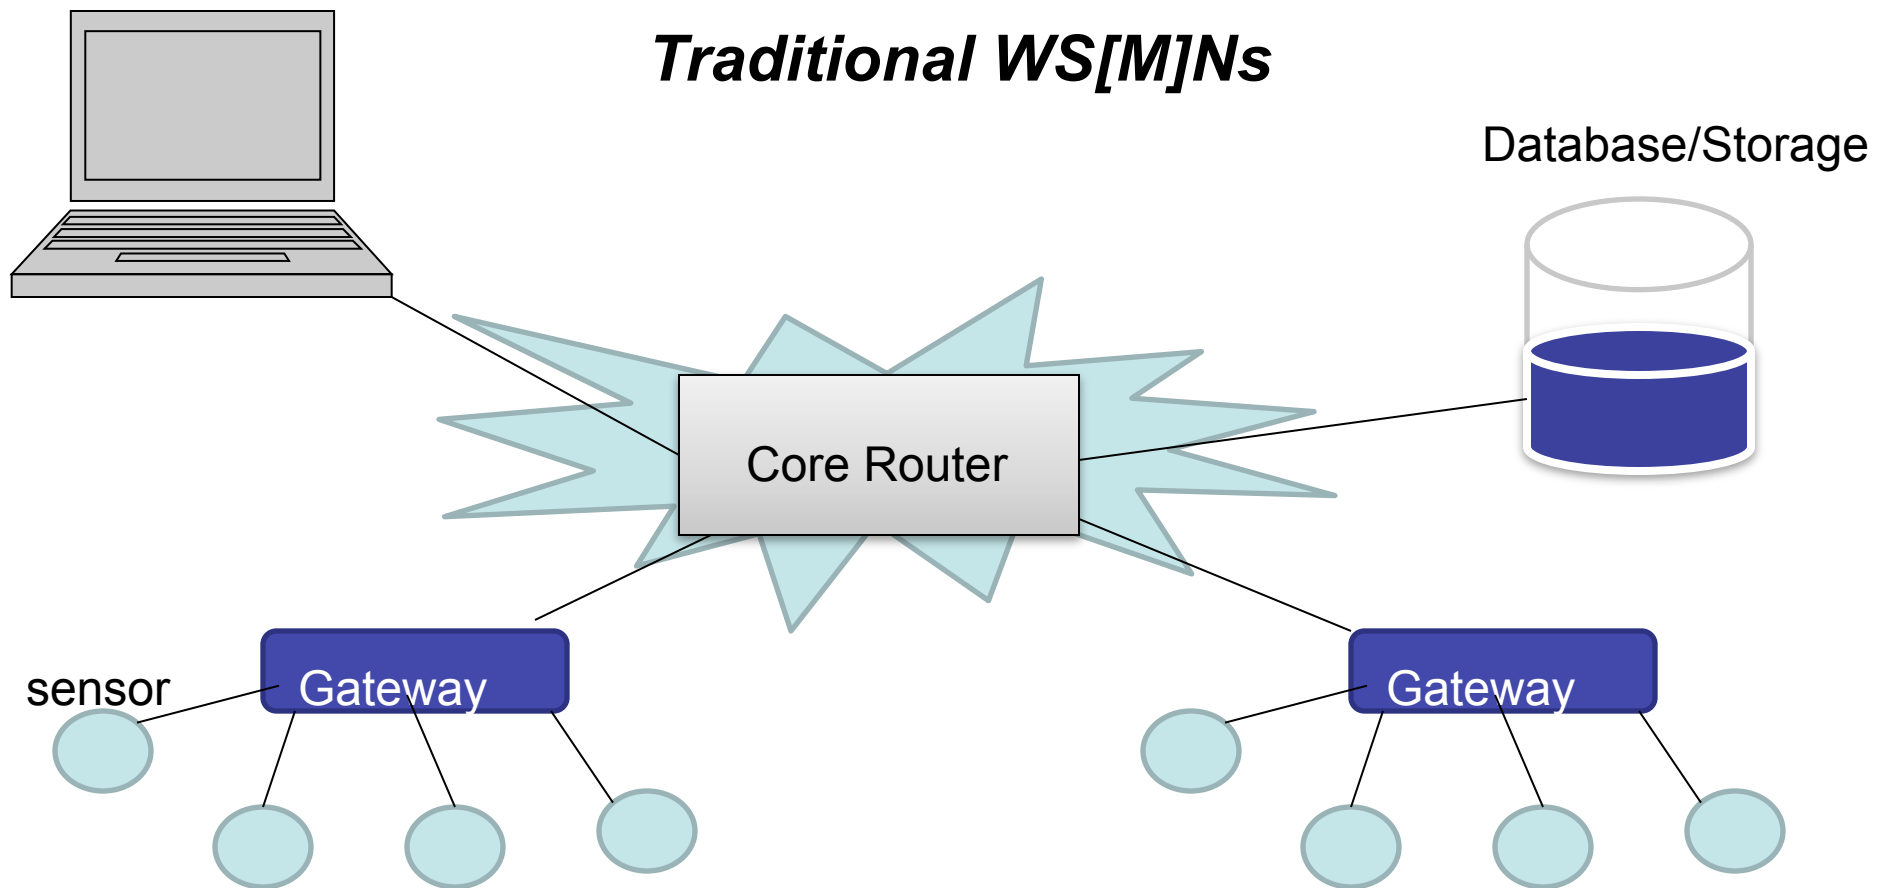 Traditional WS[M]Ns
Database/Storage
Core Router
sensor
Gateway
Gateway